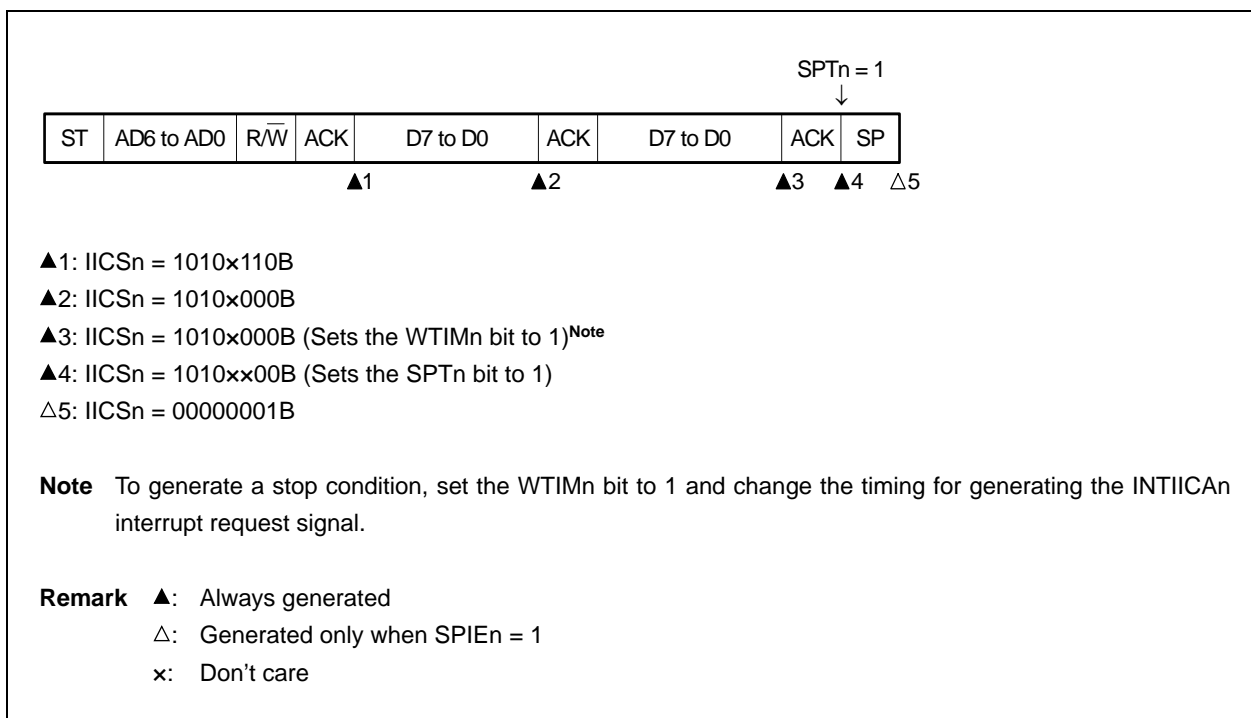 SPTn = 1
↓
ST AD6 to AD0 R/W̅ ACK D7 to D0 ACK D7 to D0 ACK SP
▲1 ▲2 ▲3 ▲4 △5
▲1: IICSn = 1010×110B
▲2: IICSn = 1010×000B
▲3: IICSn = 1010×000B (Sets the WTIMn bit to 1)Note
▲4: IICSn = 1010××00B (Sets the SPTn bit to 1)
△5: IICSn = 00000001B
Note To generate a stop condition, set the WTIMn bit to 1 and change the timing for generating the INTIICAn
interrupt request signal.
Remark ▲: Always generated
△: Generated only when SPIEn = 1
×: Don't care